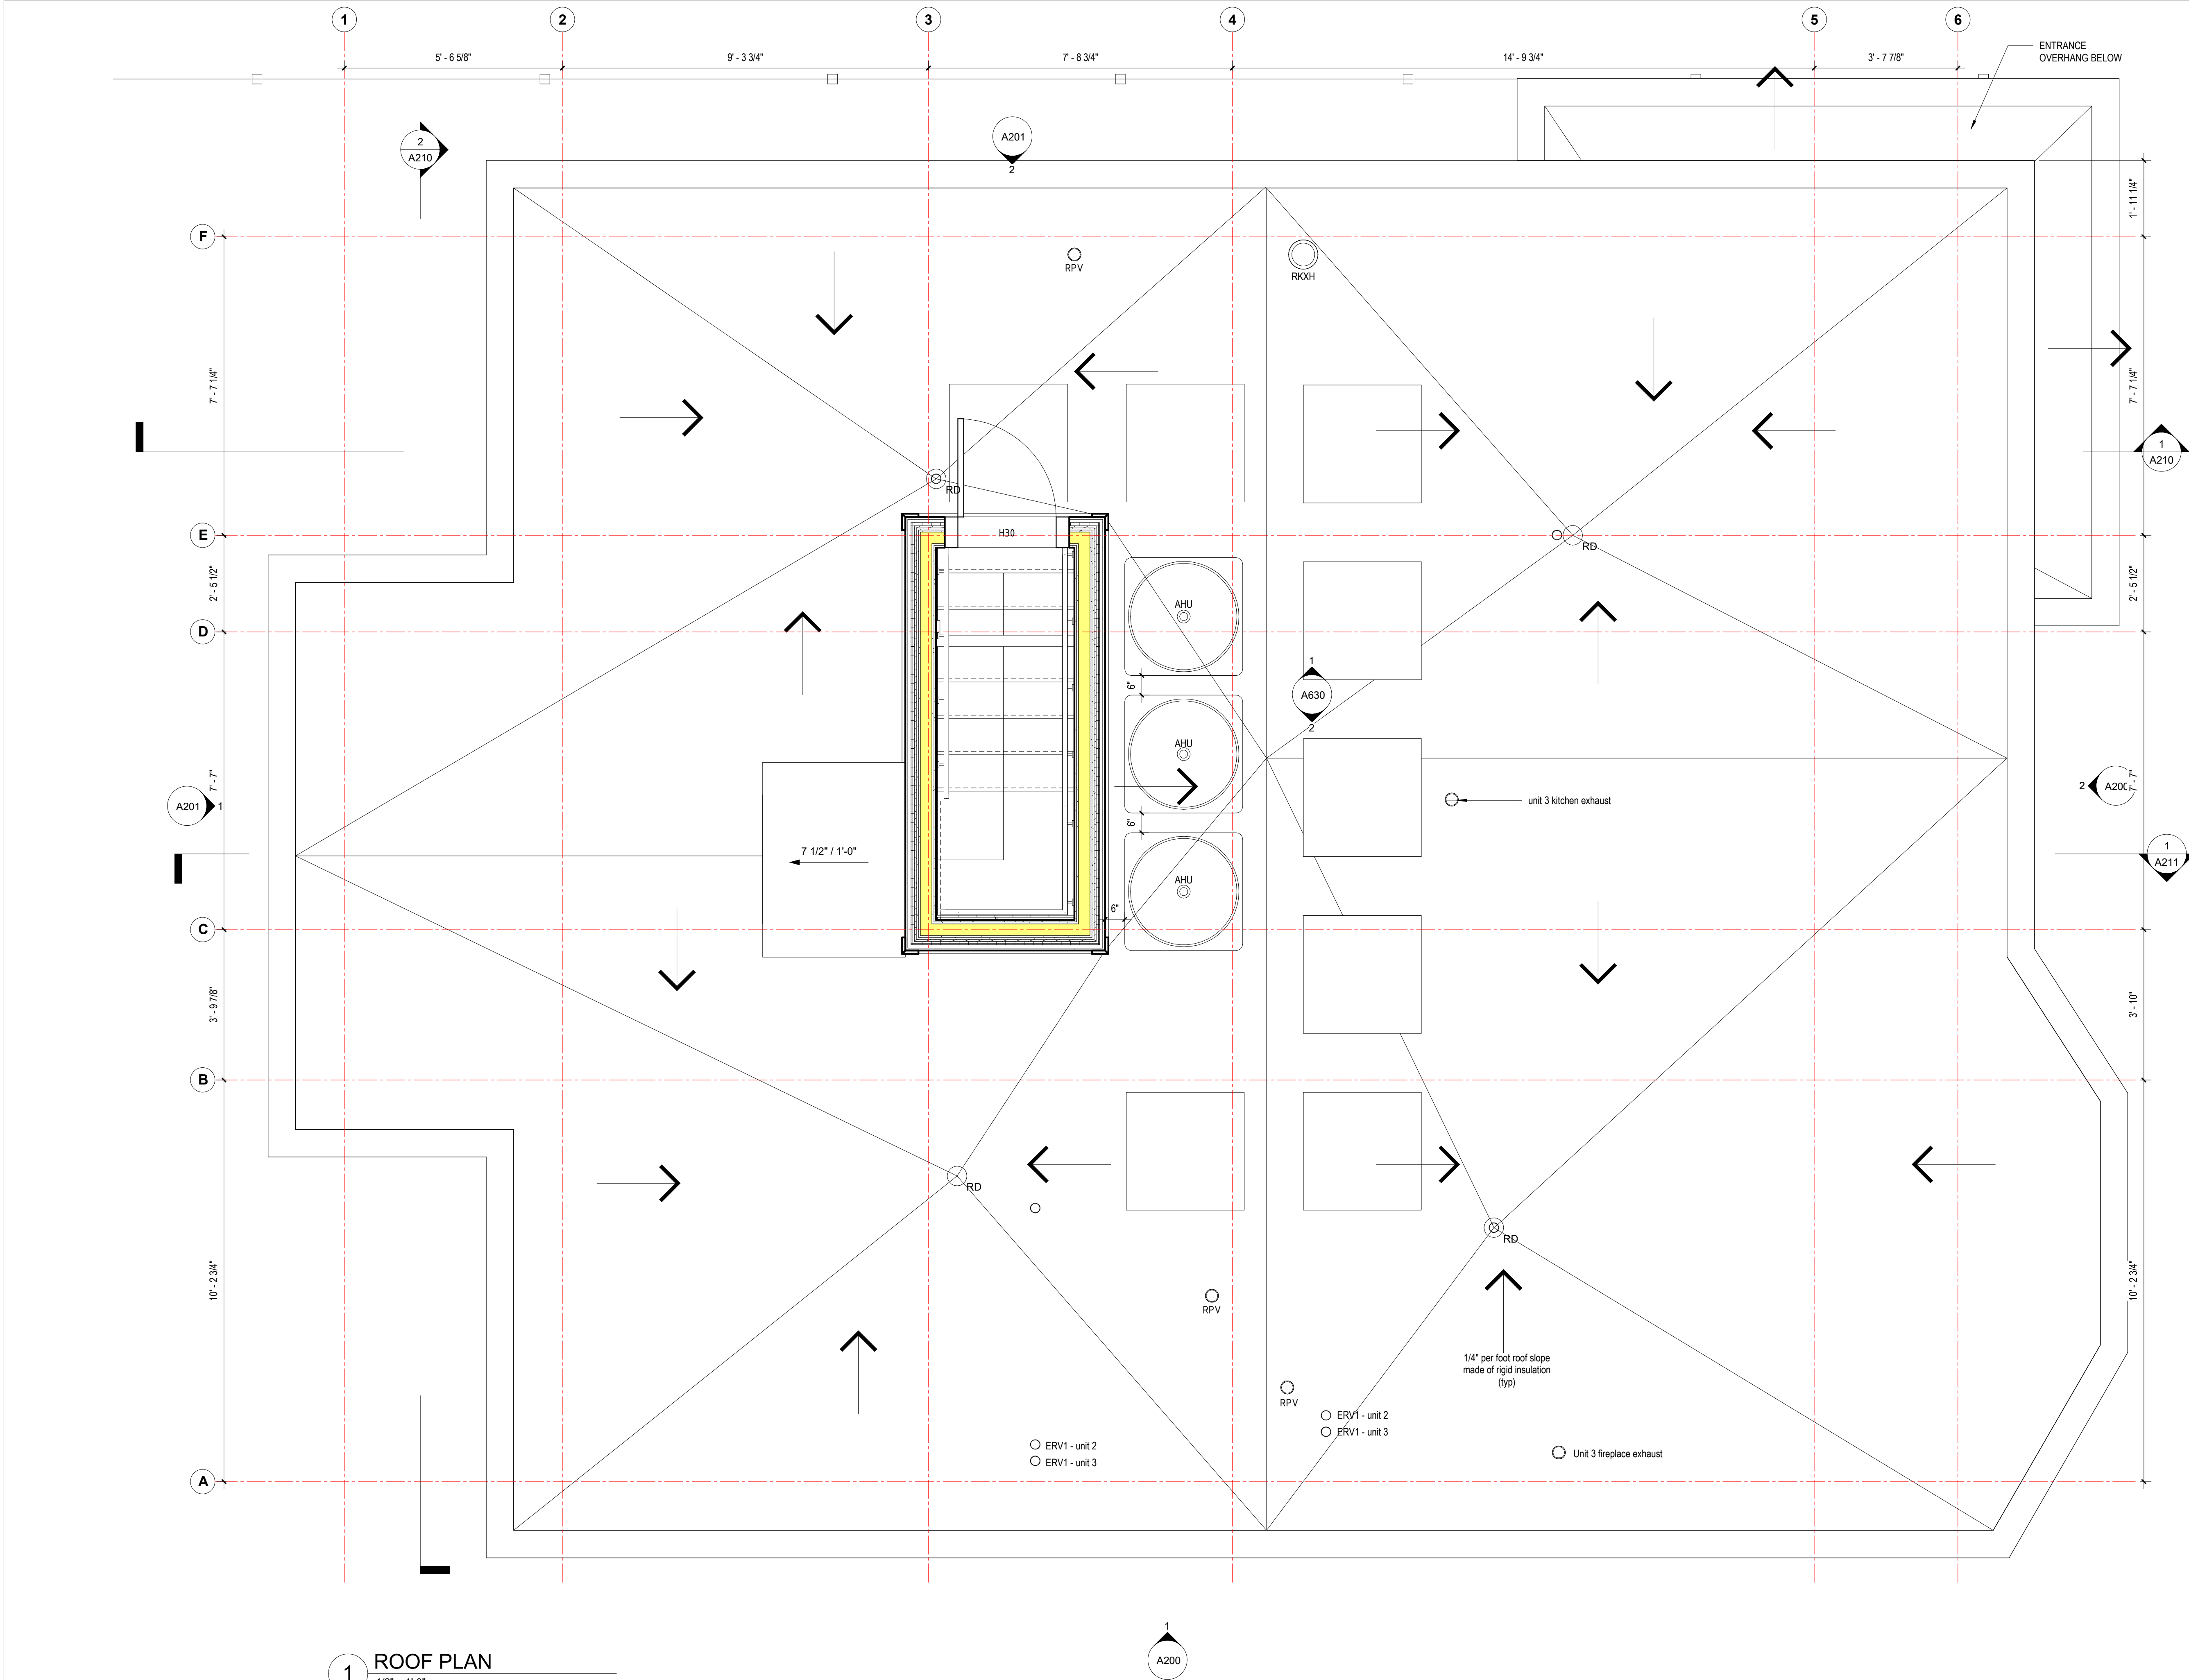 1
2
3
4
5
6
5' - 6 5/8"
9' - 3 3/4"
7' - 8 3/4"
14' - 9 3/4"
3' - 7 7/8"
ENTRANCE
OVERHANG BELOW
2
A210
A201
2
1' - 11 1/4"
F
RPV
RKXH
7' - 7 1/4"
7' - 7 1/4"
1
A210
RD
E
H30
RD
2' - 5 1/2"
2' - 5 1/2"
AHU
D
1
A630
2
6"
AHU
7' - 7"
A201
1
2
7' - 7"
unit 3 kitchen exhaust
6"
7 1/2" / 1'-0"
1
A211
AHU
6"
C
3' - 9 7/8"
3' - 10"
B
RD
RD
10' - 2 3/4"
10' - 2 3/4"
RPV
1/4" per foot roof slope
made of rigid insulation
(typ)
RPV
ERV1 - unit 2
ERV1 - unit 3
ERV1 - unit 2
ERV1 - unit 3
Unit 3 fireplace exhaust
A
1
A200
1
ROOF PLAN